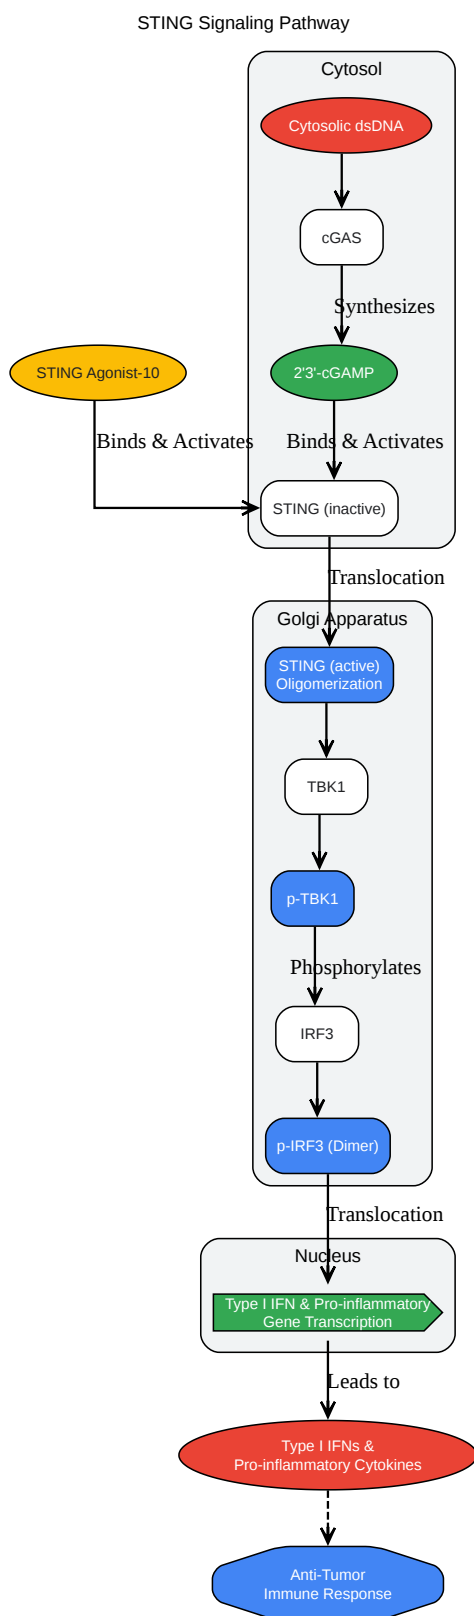 STING Signaling Pathway
Cytosol
Cytosolic dsDNA
cGAS
Synthesizes
STING Agonist-10
2'3'-cGAMP
Binds & Activates
Binds & Activates
STING (inactive)
Translocation
Golgi Apparatus
STING (active)
Oligomerization
TBK1
p-TBK1
Phosphorylates
IRF3
p-IRF3 (Dimer)
Translocation
Nucleus
Type I IFN & Pro-inflammatory
Gene Transcription
Leads to
Type I IFNs &
Pro-inflammatory Cytokines
Anti-Tumor
Immune Response